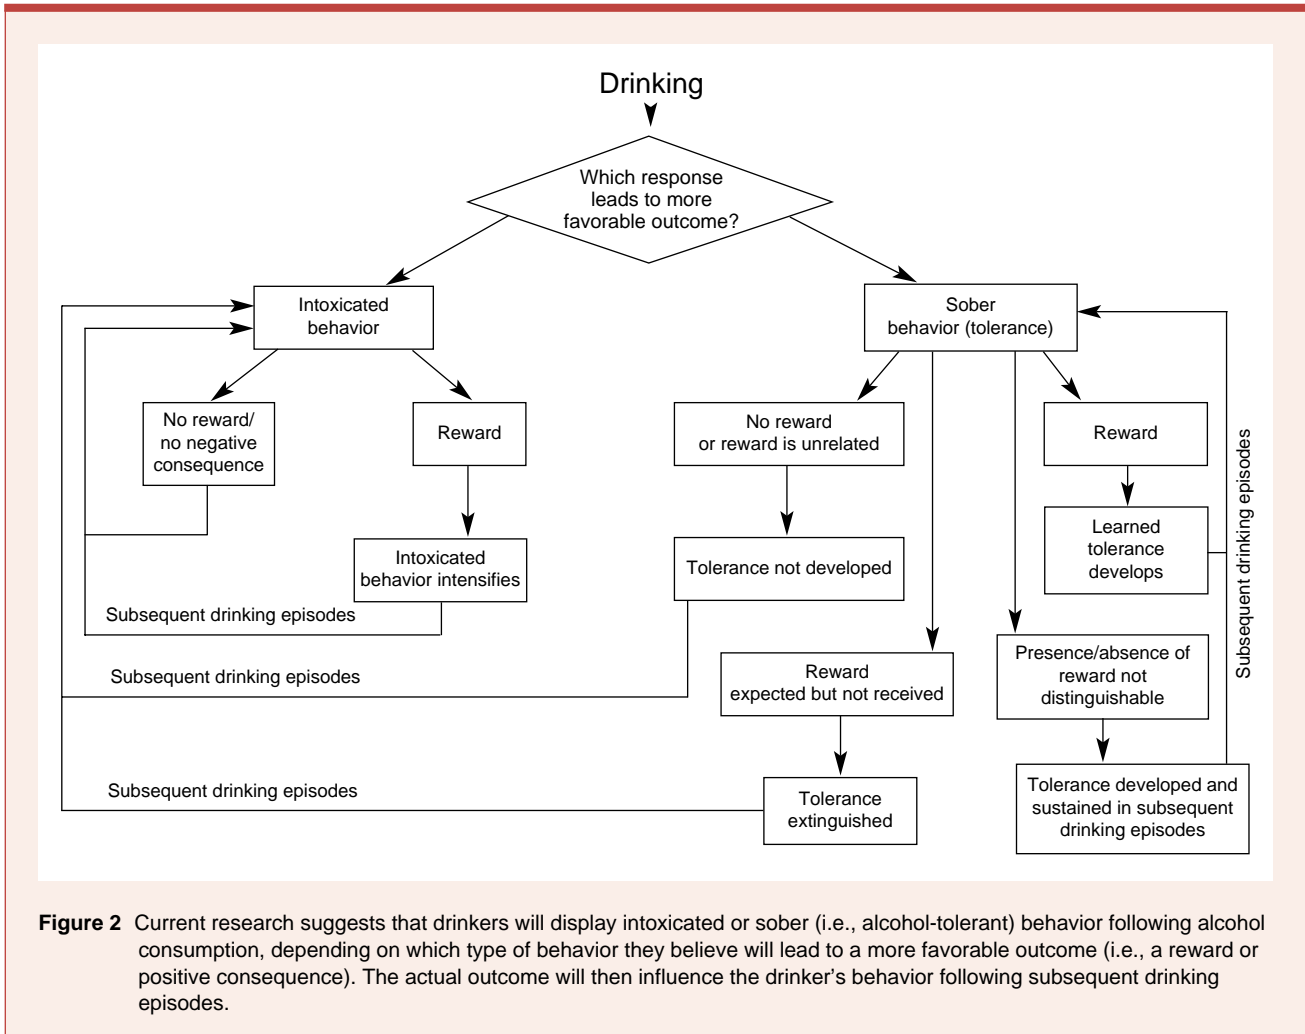 Drinking
Which response
leads to more
favorable outcome?
Intoxicated
behavior
Sober
behavior (tolerance)
No reward/
no negative
consequence
Reward
No reward
or reward is unrelated
Reward
Intoxicated
behavior intensifies
Tolerance not developed
Learned
tolerance
develops
Subsequent drinking episodes
Subsequent drinking episodes
Subsequent drinking episodes
Reward
expected but not received
Presence/absence of
reward not
distinguishable
Subsequent drinking episodes
Tolerance
extinguished
Tolerance developed and
sustained in subsequent
drinking episodes
Figure 2 Current research suggests that drinkers will display intoxicated or sober (i.e., alcohol-tolerant) behavior following alcohol
consumption, depending on which type of behavior they believe will lead to a more favorable outcome (i.e., a reward or
positive consequence). The actual outcome will then influence the drinker's behavior following subsequent drinking
episodes.